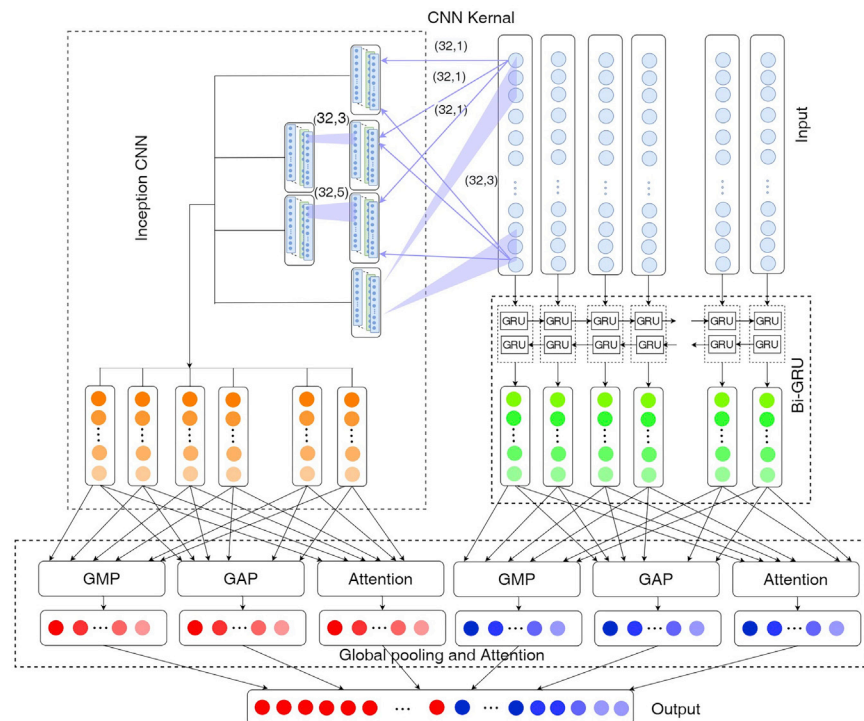 CNN Kernal
(32,1)
(32,1)
(32,1)
(32,3)
(32,5)
(32,3)
...
Input
Inception CNN
GRU GRU GRU GRU GRU GRU
GRU GRU GRU GRU GRU GRU
Bi-GRU
GMP GAP Attention GMP GAP Attention
Global pooling and Attention
Output